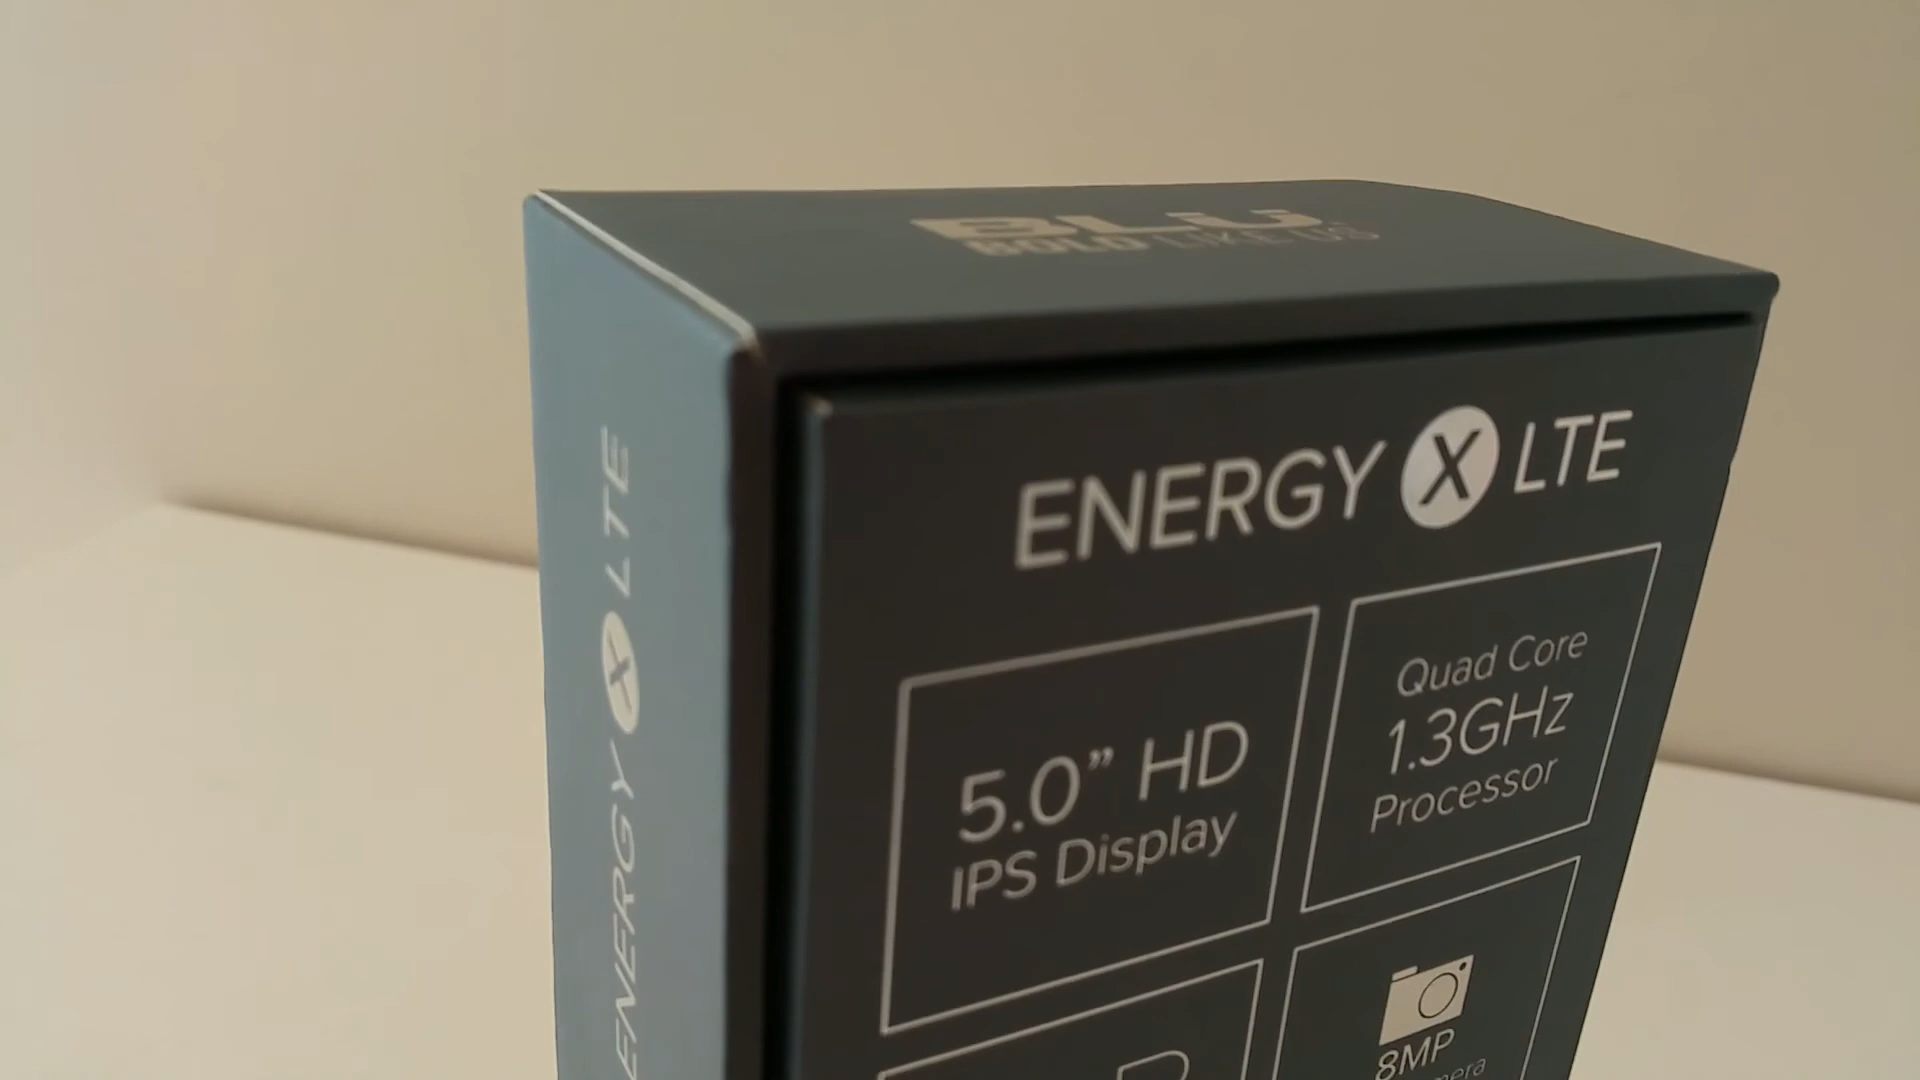 BLU
BOLD LIKE US
ENERGY X LTE
ENERGY X LTE
5.0” HD
IPS Display
Quad Core
1.3GHz
Processor
8MP